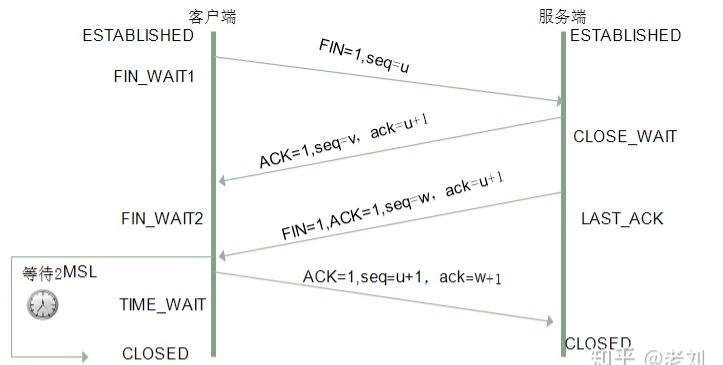 客户端
服务端
ESTABLISHED
ESTABLISHED
FIN=1,seq=u
FIN_WAIT1
ACK=1,seq=v，ack=u+1
CLOSE_WAIT
FIN=1,ACK=1,seq=w，ack=u+1
FIN_WAIT2
LAST_ACK
等待2MSL
ACK=1,seq=u+1，ack=w+1
TIME_WAIT
CLOSED
CLOSED
知乎 @老刘